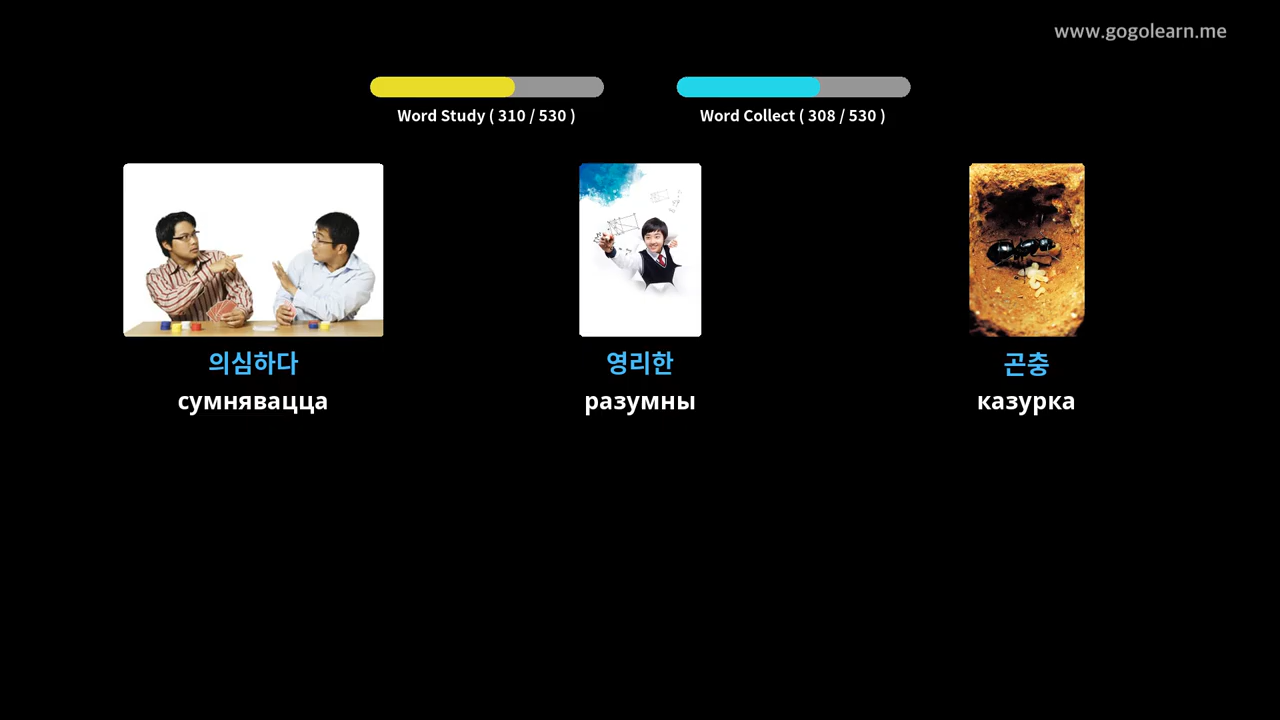 www.gogolearn.me
Word Study ( 310 / 530 )
Word Collect ( 308 / 530 )
의심하다
영리한
곤충
сумнявацца
разумны
казурка